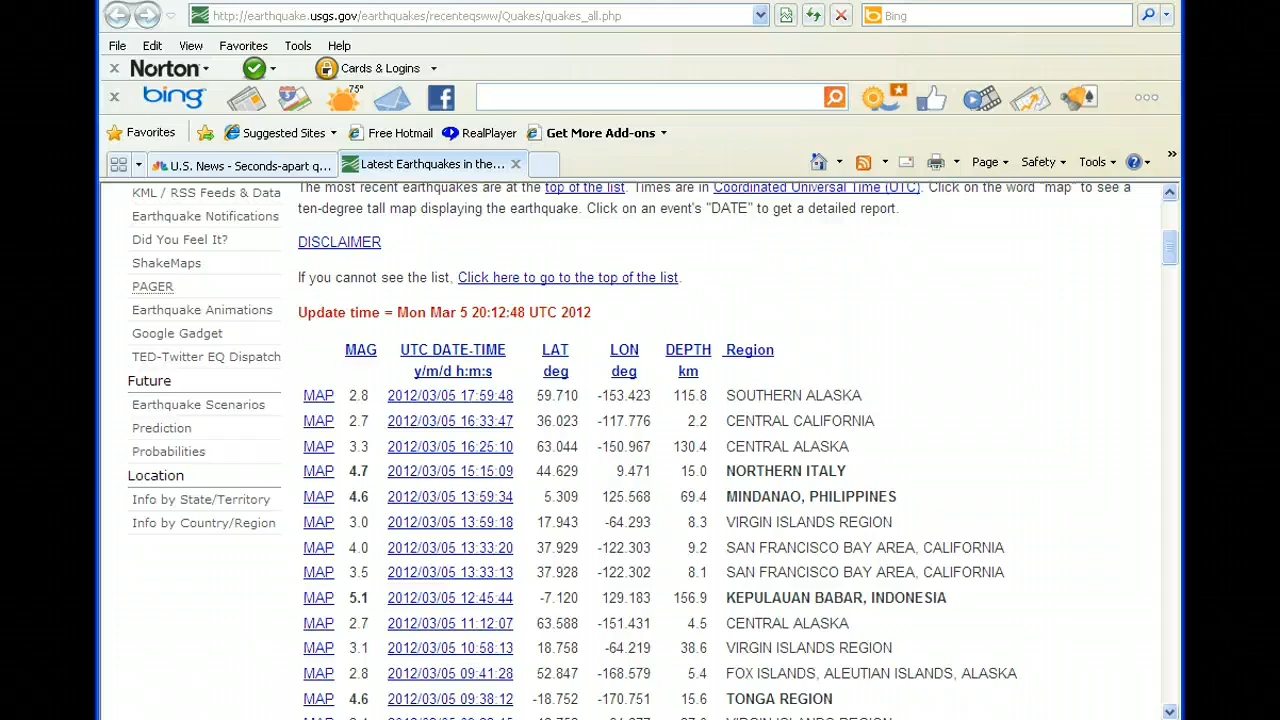 http://earthquake.usgs.gov/earthquakes/recenteqsww/Quakes/quakes_all.php
Bing
File Edit View Favorites Tools Help
x Norton Cards & Logins
x bing 75° f
Favorites Suggested Sites Free Hotmail RealPlayer Get More Add-ons
U.S. News - Seconds-apart q... Latest Earthquakes in the... x Page Safety Tools »
KML / RSS Feeds & Data
Earthquake Notifications
Did You Feel It?
ShakeMaps
PAGER
Earthquake Animations
Google Gadget
TED-Twitter EQ Dispatch
Future
Earthquake Scenarios
Prediction
Probabilities
Location
Info by State/Territory
Info by Country/Region
The most recent earthquakes are at the top of the list. Times are in Coordinated Universal Time (UTC). Click on the word "map" to see a
ten-degree tall map displaying the earthquake. Click on an event's "DATE" to get a detailed report.
DISCLAIMER
If you cannot see the list, Click here to go to the top of the list.
Update time = Mon Mar 5 20:12:48 UTC 2012
MAG UTC DATE-TIME LAT LON DEPTH Region
y/m/d h:m:s deg deg km
MAP 2.8 2012/03/05 17:59:48 59.710 -153.423 115.8 SOUTHERN ALASKA
MAP 2.7 2012/03/05 16:33:47 36.023 -117.776 2.2 CENTRAL CALIFORNIA
MAP 3.3 2012/03/05 16:25:10 63.044 -150.967 130.4 CENTRAL ALASKA
MAP 4.7 2012/03/05 15:15:09 44.629 9.471 15.0 NORTHERN ITALY
MAP 4.6 2012/03/05 13:59:34 5.309 125.568 69.4 MINDANAO, PHILIPPINES
MAP 3.0 2012/03/05 13:59:18 17.943 -64.293 8.3 VIRGIN ISLANDS REGION
MAP 4.0 2012/03/05 13:33:20 37.929 -122.303 9.2 SAN FRANCISCO BAY AREA, CALIFORNIA
MAP 3.5 2012/03/05 13:33:13 37.928 -122.302 8.1 SAN FRANCISCO BAY AREA, CALIFORNIA
MAP 5.1 2012/03/05 12:45:44 -7.120 129.183 156.9 KEPULAUAN BABAR, INDONESIA
MAP 2.7 2012/03/05 11:12:07 63.588 -151.431 4.5 CENTRAL ALASKA
MAP 3.1 2012/03/05 10:58:13 18.758 -64.219 38.6 VIRGIN ISLANDS REGION
MAP 2.8 2012/03/05 09:41:28 52.847 -168.579 5.4 FOX ISLANDS, ALEUTIAN ISLANDS, ALASKA
MAP 4.6 2012/03/05 09:38:12 -18.752 -170.751 15.6 TONGA REGION